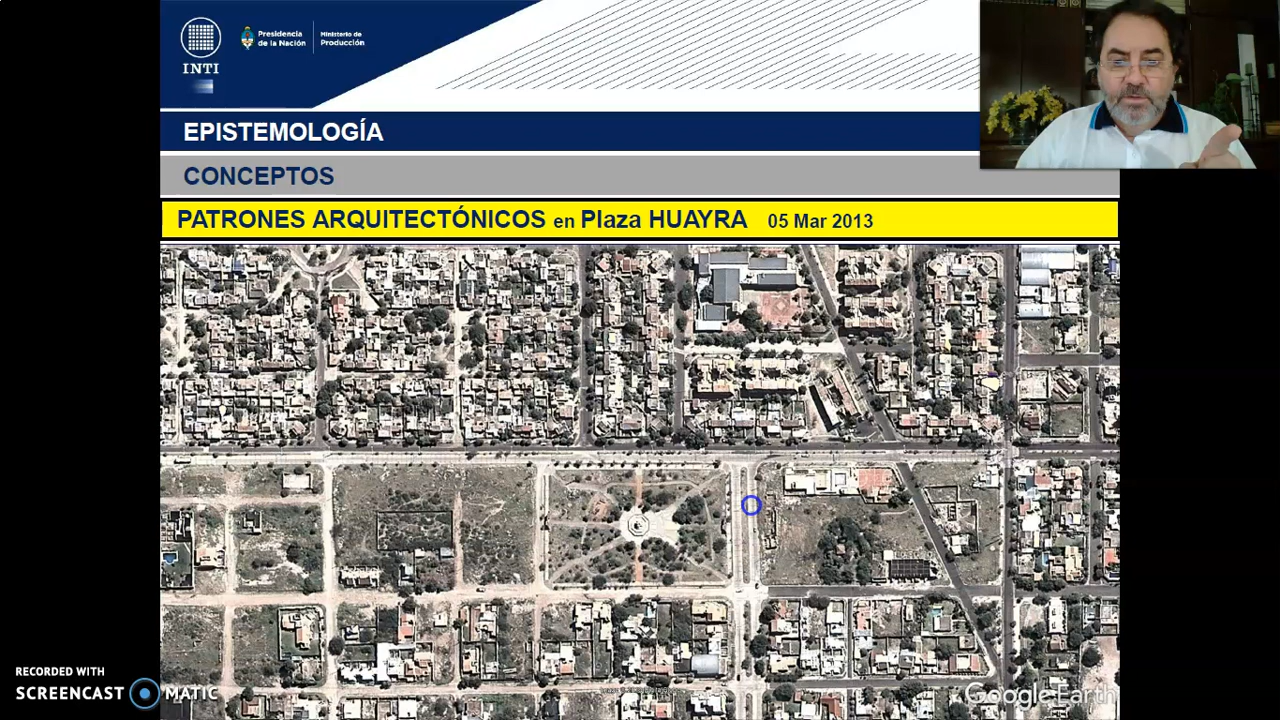 INTI
Presidencia
de la Nación
Ministerio de
Producción
EPISTEMOLOGÍA
CONCEPTOS
PATRONES ARQUITECTÓNICOS en Plaza HUAYRA 05 Mar 2013
Google Earth
RECORDED WITH
SCREENCAST MATIC